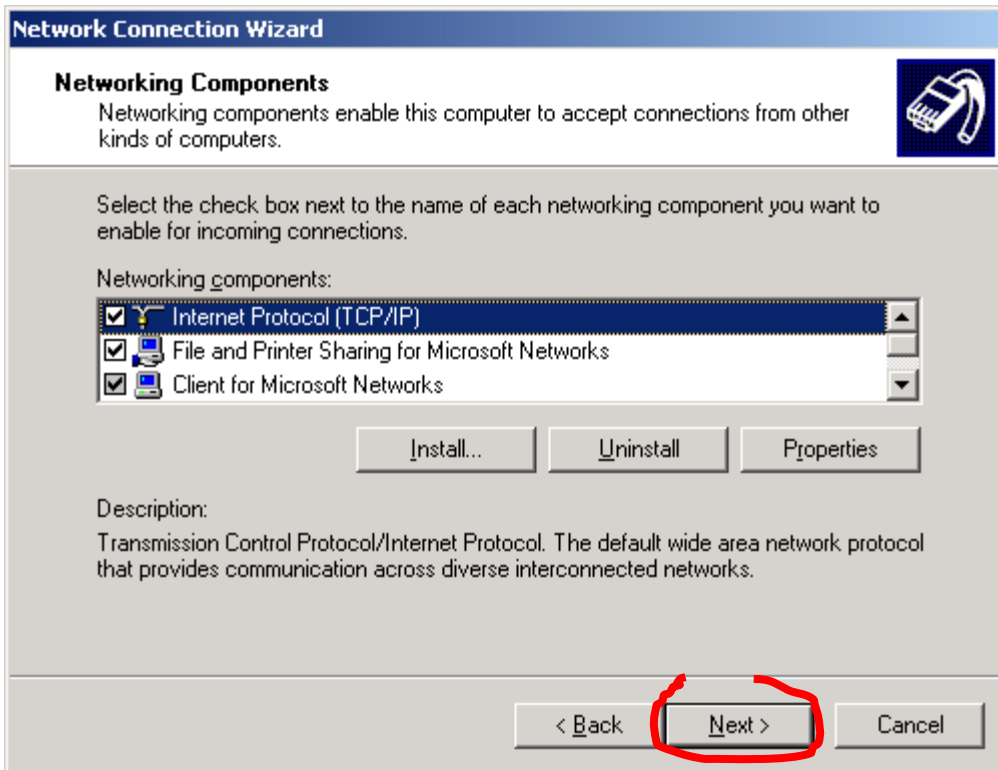 Network Connection Wizard
Networking Components
Networking components enable this computer to accept connections from other
kinds of computers.
Select the check box next to the name of each networking component you want to
enable for incoming connections.
Networking components:
Internet Protocol (TCP/IP)
File and Printer Sharing for Microsoft Networks
Client for Microsoft Networks
Install... Uninstall Properties
Description:
Transmission Control Protocol/Internet Protocol. The default wide area network protocol
that provides communication across diverse interconnected networks.
< Back Next > Cancel